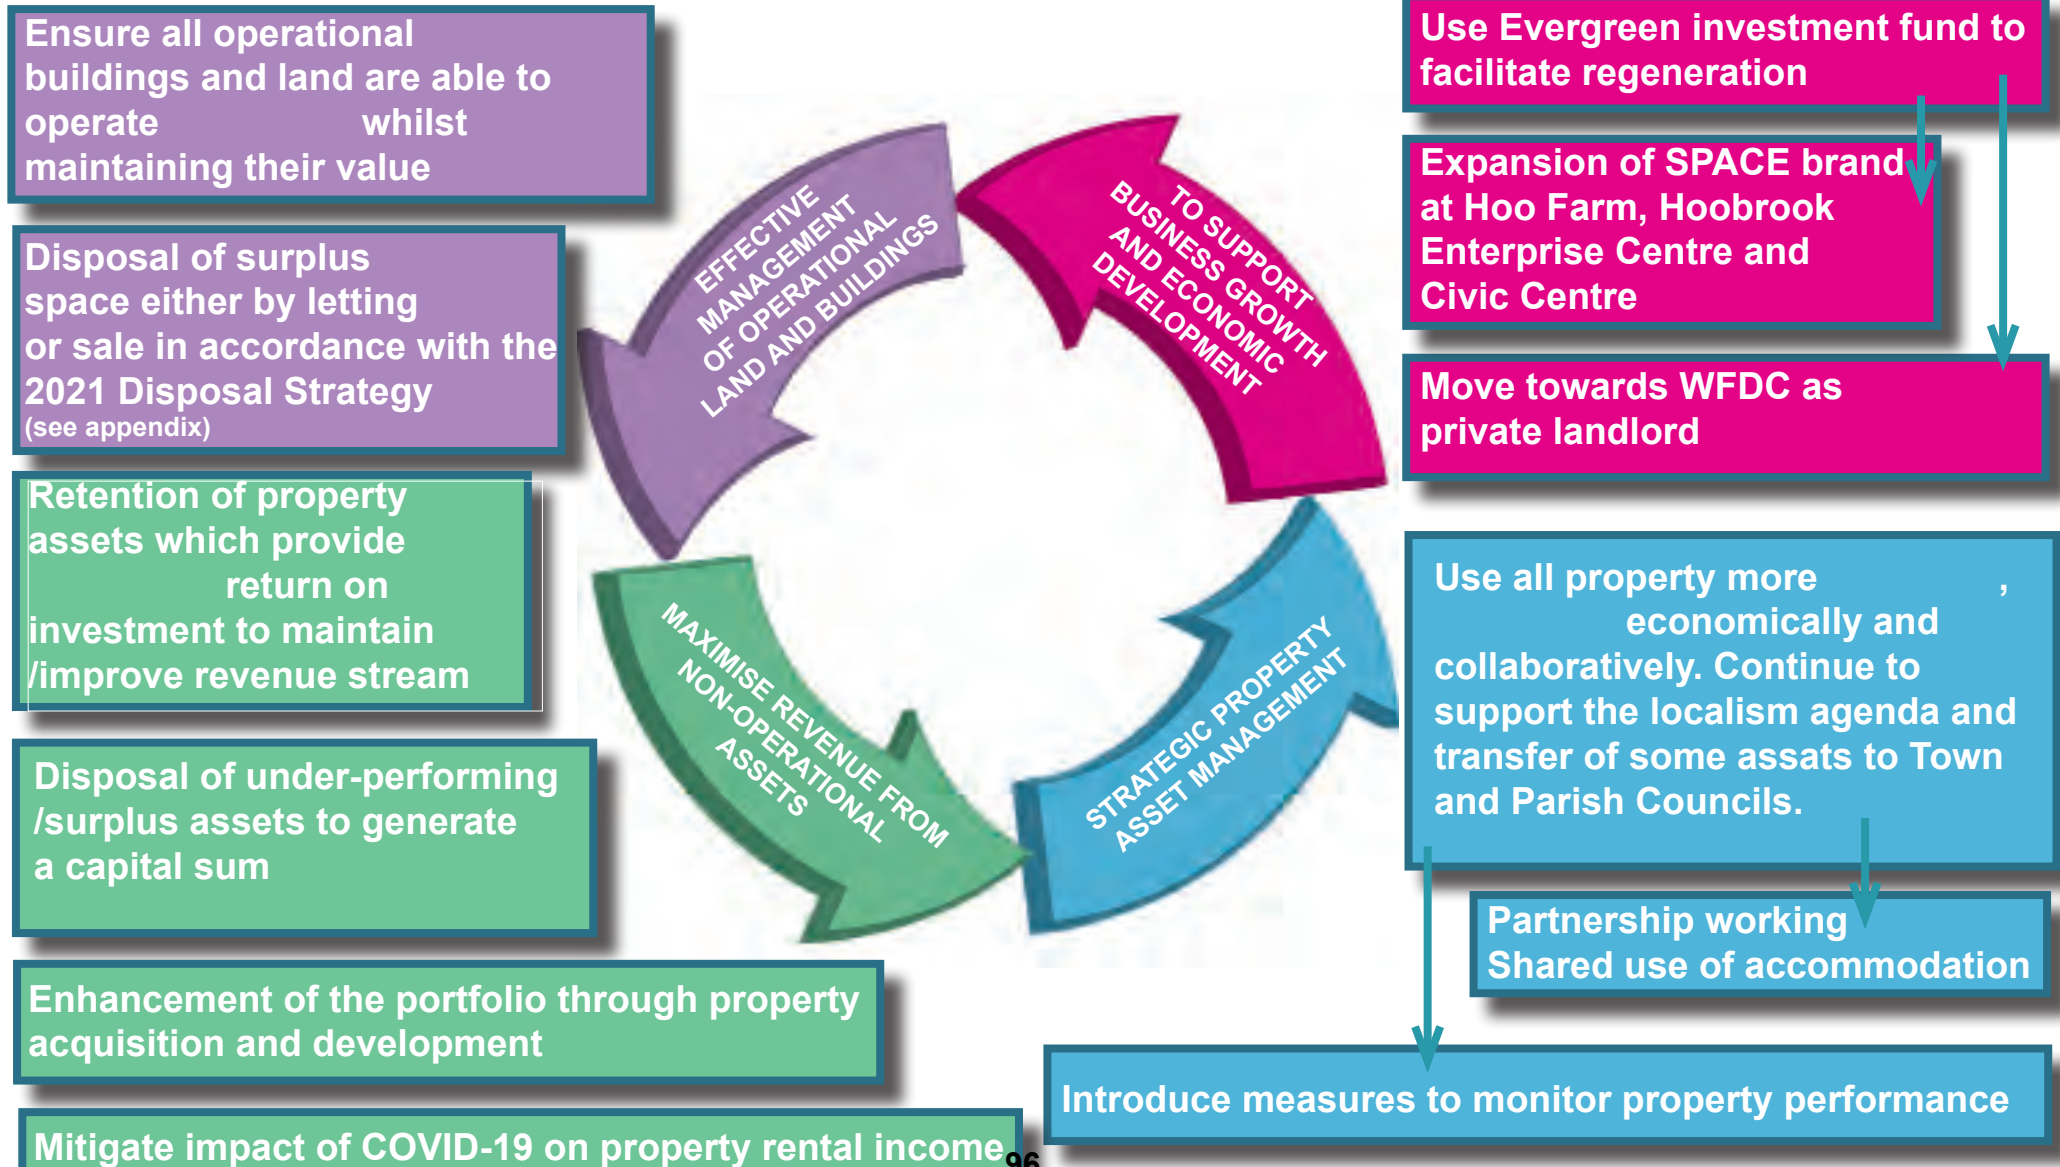 Ensure all operational
buildings and land are able to
operate whilst
maintaining their value
Disposal of surplus
space either by letting
or sale in accordance with the
2021 Disposal Strategy
(see appendix)
Retention of property
assets which provide
return on
investment to maintain
/improve revenue stream
Disposal of under-performing
/surplus assets to generate
a capital sum
Enhancement of the portfolio through property
acquisition and development
Mitigate impact of COVID-19 on property rental income
EFFECTIVE
MANAGEMENT
OF OPERATIONAL
LAND AND BUILDINGS
TO SUPPORT
BUSINESS GROWTH
AND ECONOMIC
DEVELOPMENT
MAXIMISE REVENUE FROM
NON-OPERATIONAL
ASSETS
STRATEGIC PROPERTY
ASSET MANAGEMENT
Use Evergreen investment fund to
facilitate regeneration
Expansion of SPACE brand
at Hoo Farm, Hoobrook
Enterprise Centre and
Civic Centre
Move towards WFDC as
private landlord
Use all property more ,
economically and
collaboratively. Continue to
support the localism agenda and
transfer of some assats to Town
and Parish Councils.
Partnership working
Shared use of accommodation
Introduce measures to monitor property performance
96